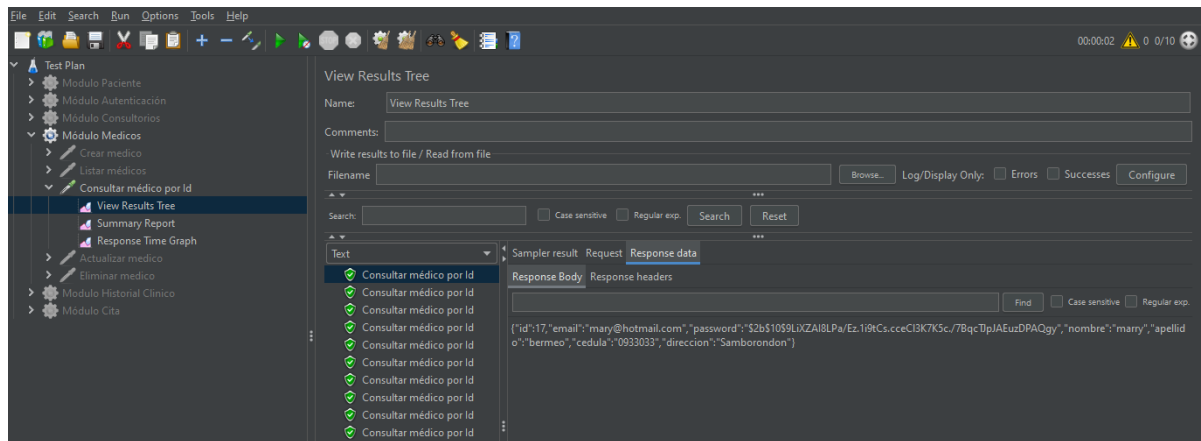 File Edit Search Run Options Tools Help
00:00:02 0 0/10
Test Plan
Modulo Paciente
Módulo Autenticación
Módulo Consultorios
Módulo Medicos
Crear medico
Listar médicos
Consultar médico por Id
View Results Tree
Summary Report
Response Time Graph
Actualizar medico
Eliminar medico
Modulo Historial Clinico
Módulo Cita
View Results Tree
Name: View Results Tree
Comments:
Write results to file / Read from file
Filename Browse... Log/Display Only: Errors Successes Configure
Search: Case sensitive Regular exp. Search Reset
Text
Consultar médico por Id
Consultar médico por Id
Consultar médico por Id
Consultar médico por Id
Consultar médico por Id
Consultar médico por Id
Consultar médico por Id
Consultar médico por Id
Consultar médico por Id
Consultar médico por Id
Sampler result Request Response data
Response Body Response headers
Find Case sensitive Regular exp.
{"id":17,"email":"mary@hotmail.com","password":"$2b$10$9LiXZAI8LPa/Ez.1i9tCs.cceCI3K7K5c./7BqcTJpJAEuzDPAQgy","nombre":"marry","apellid
o":"bermeo","cedula":"0933033","direccion":"Samborondon"}